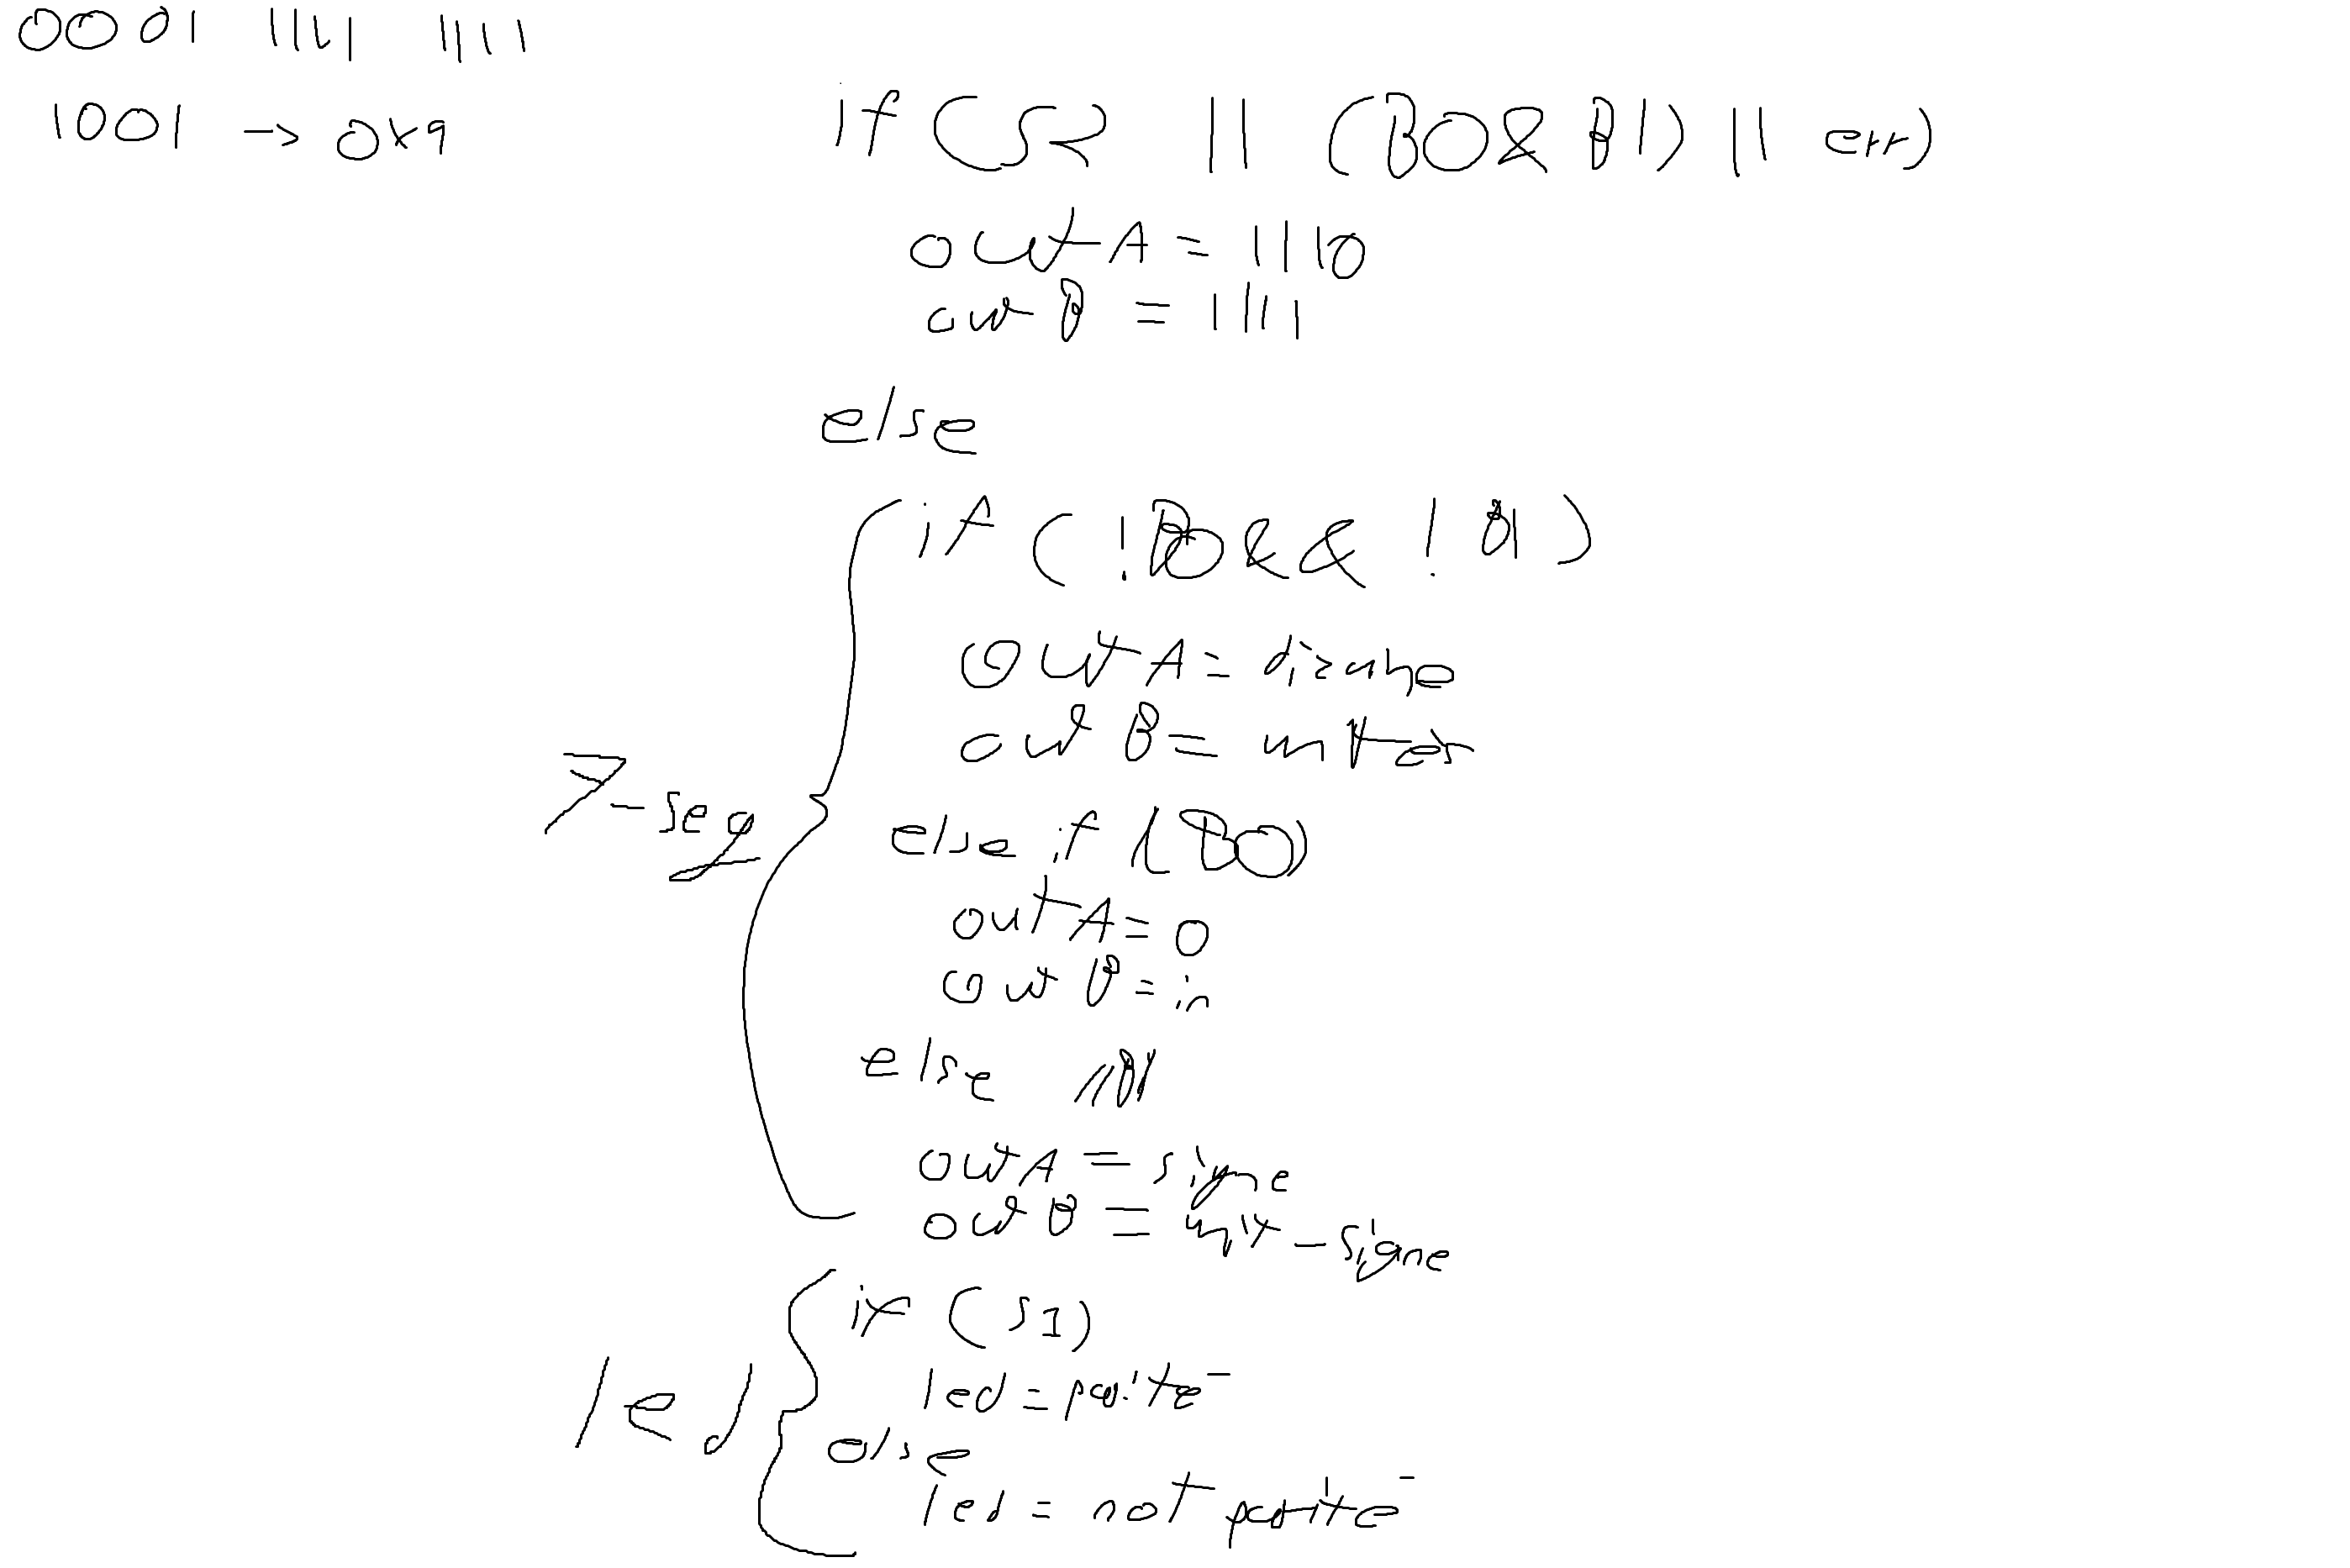 0001 1111 1111
1001 -> 0x9
if (S2 || (B0 & B1) || err)
outA = 1110
outB = 1111
else
7-seg
if (!B0 && !B1)
outA = dizaine
outB = unites
else if (B0)
outA = 0
outB = in
else //B1
outA = signe
outB = unit-signe
led
if (S1)
led = parité
else
led = not parité